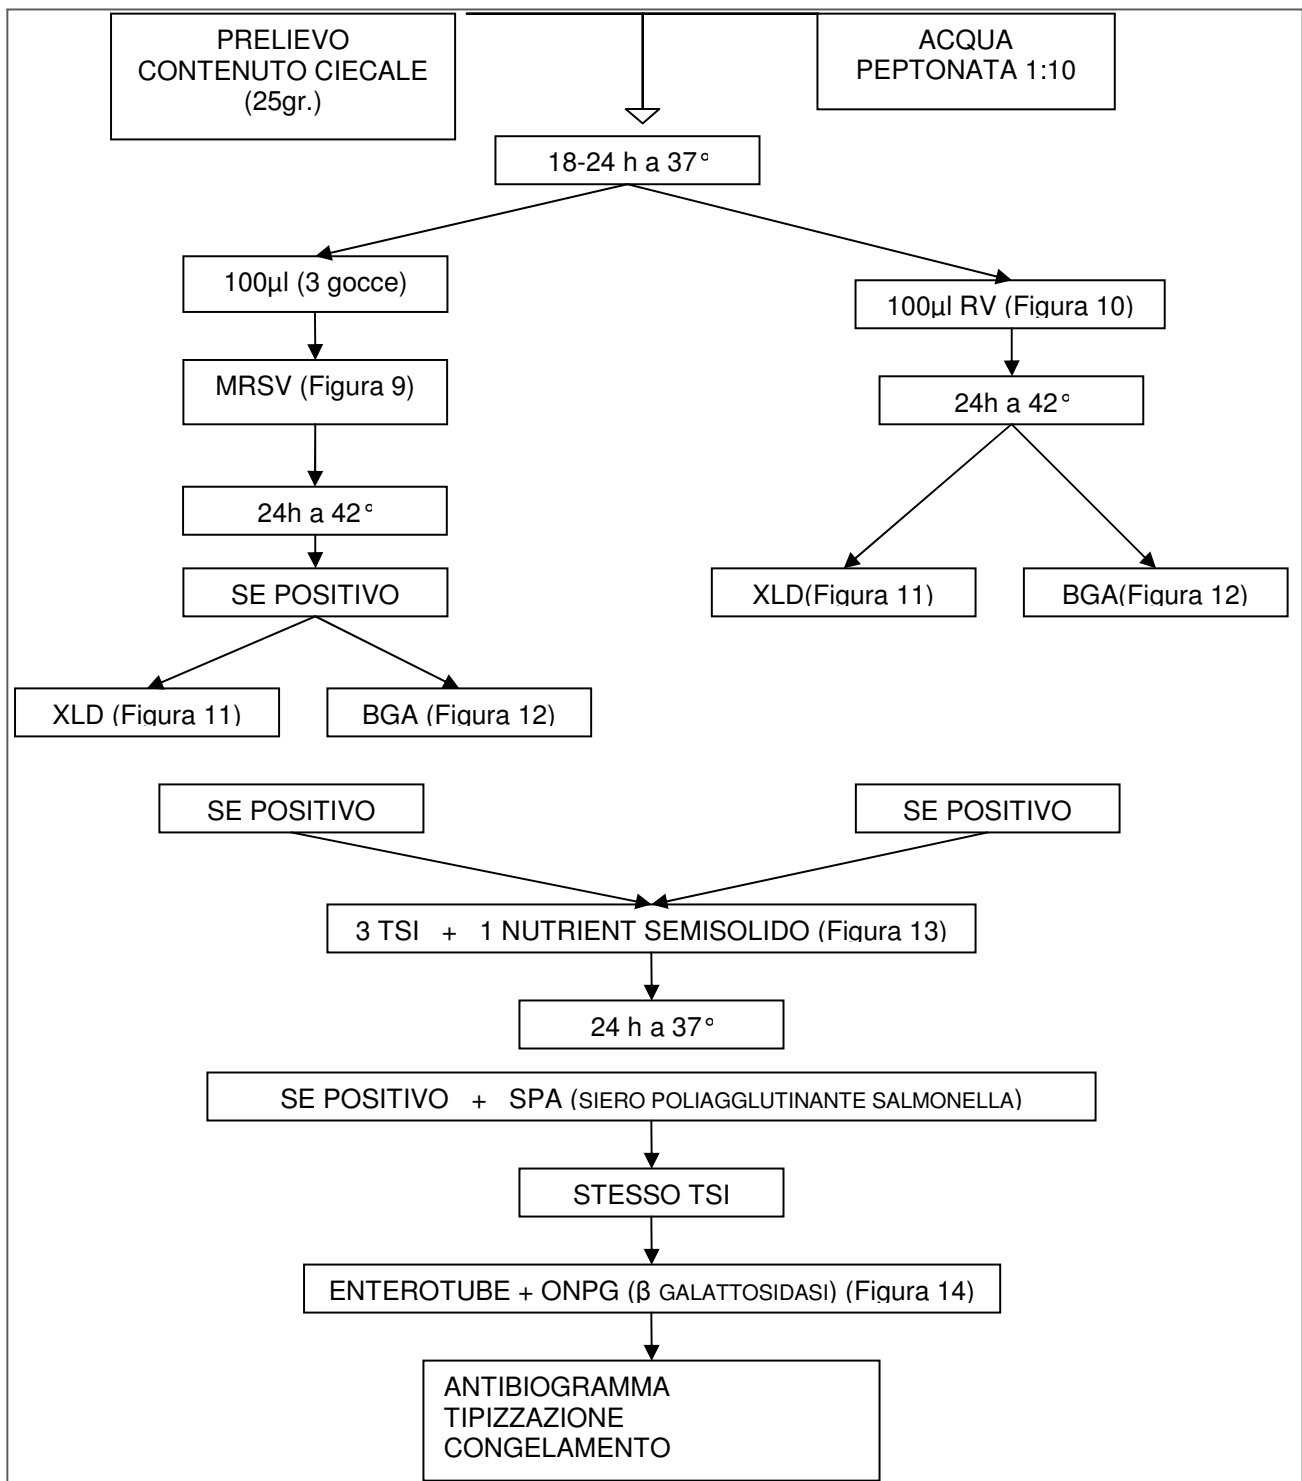 PRELIEVO
CONTENUTO CIECALE
(25gr.)
ACQUA
PEPTONATA 1:10
18-24 h a 37°
100µl (3 gocce)
100µl RV (Figura 10)
MRSV (Figura 9)
24h a 42°
24h a 42°
SE POSITIVO
XLD(Figura 11)
BGA(Figura 12)
XLD (Figura 11)
BGA (Figura 12)
SE POSITIVO
SE POSITIVO
3 TSI + 1 NUTRIENT SEMISOLIDO (Figura 13)
24 h a 37°
SE POSITIVO + SPA (SIERO POLIAGGLUTINANTE SALMONELLA)
STESSO TSI
ENTEROTUBE + ONPG (β GALATTOSIDASI) (Figura 14)
ANTIBIOGRAMMA
TIPIZZAZIONE
CONGELAMENTO